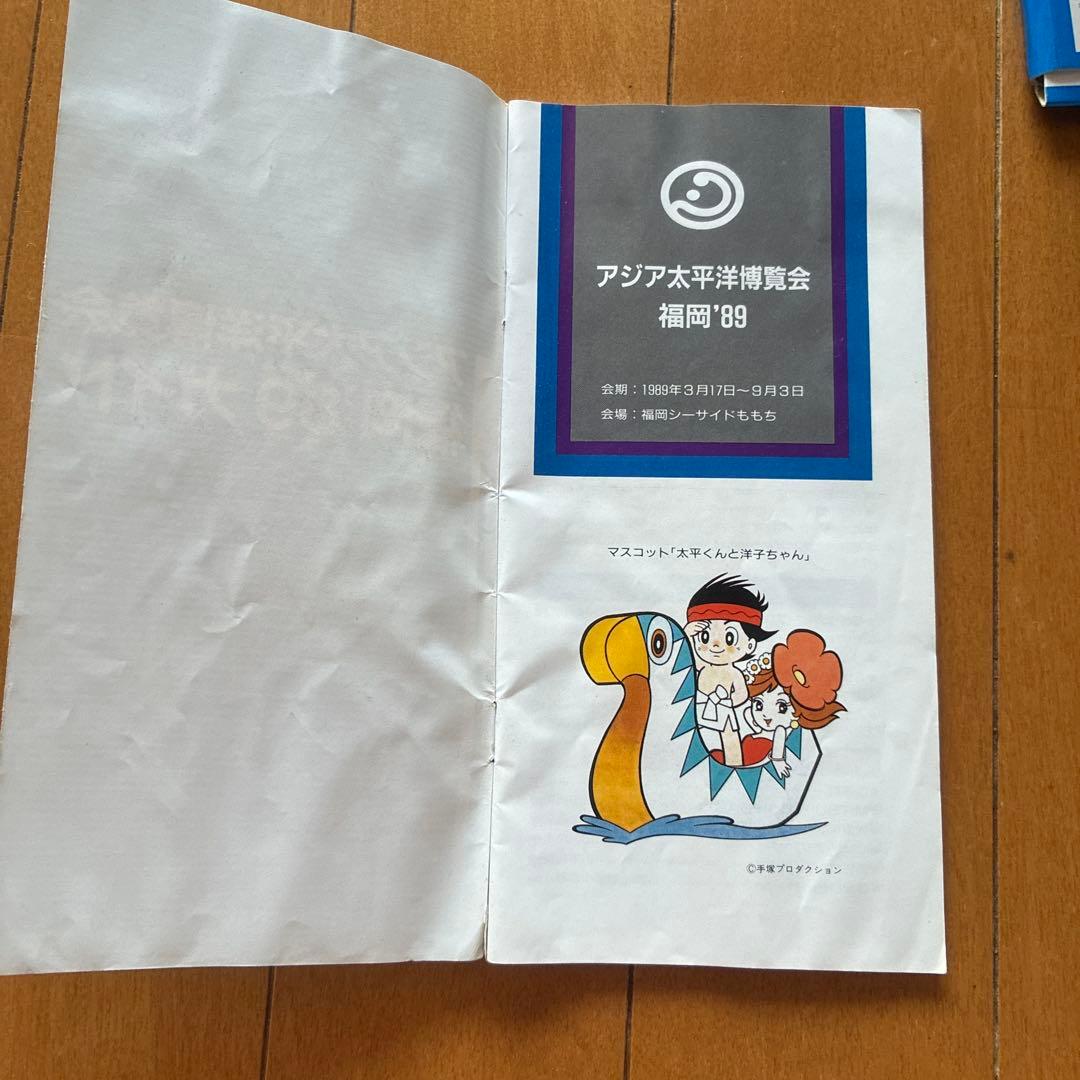 アジア太平洋博覧会
福岡'89
会期：1989年3月17日〜9月3日
会場：福岡シーサイドももち
マスコット「太平くんと洋子ちゃん」
©手塚プロダクション